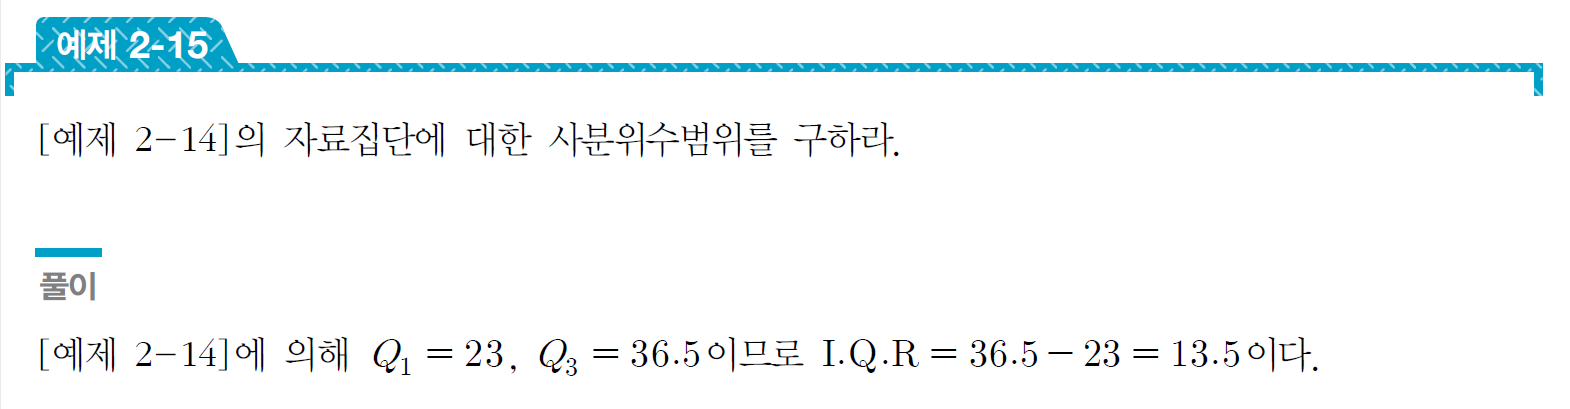 예제 2-15
[예제 2-14]의 자료집단에 대한 사분위수범위를 구하라.
풀이
[예제 2-14]에 의해 Q₁ = 23, Q₃ = 36.5이므로 I.Q.R = 36.5 - 23 = 13.5이다.